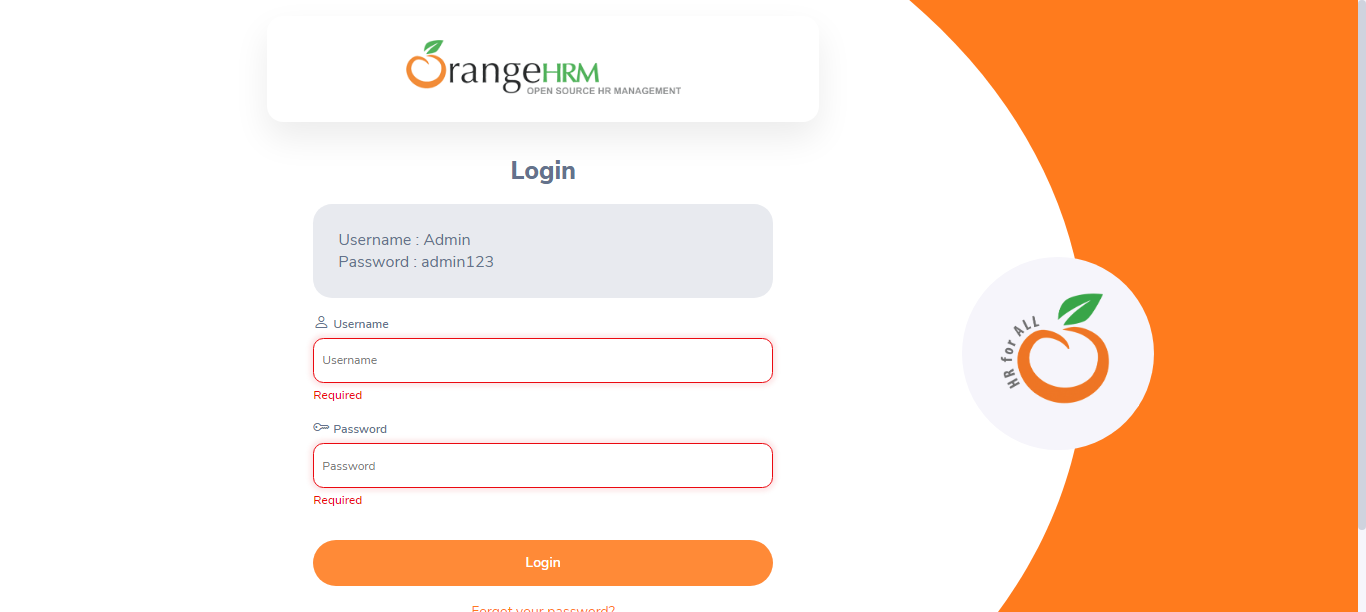 OrangeHRM
OPEN SOURCE HR MANAGEMENT
Login
Username : Admin
Password : admin123
Username
Username
Required
Password
Password
Required
Login
Forgot your password?
HR for ALL